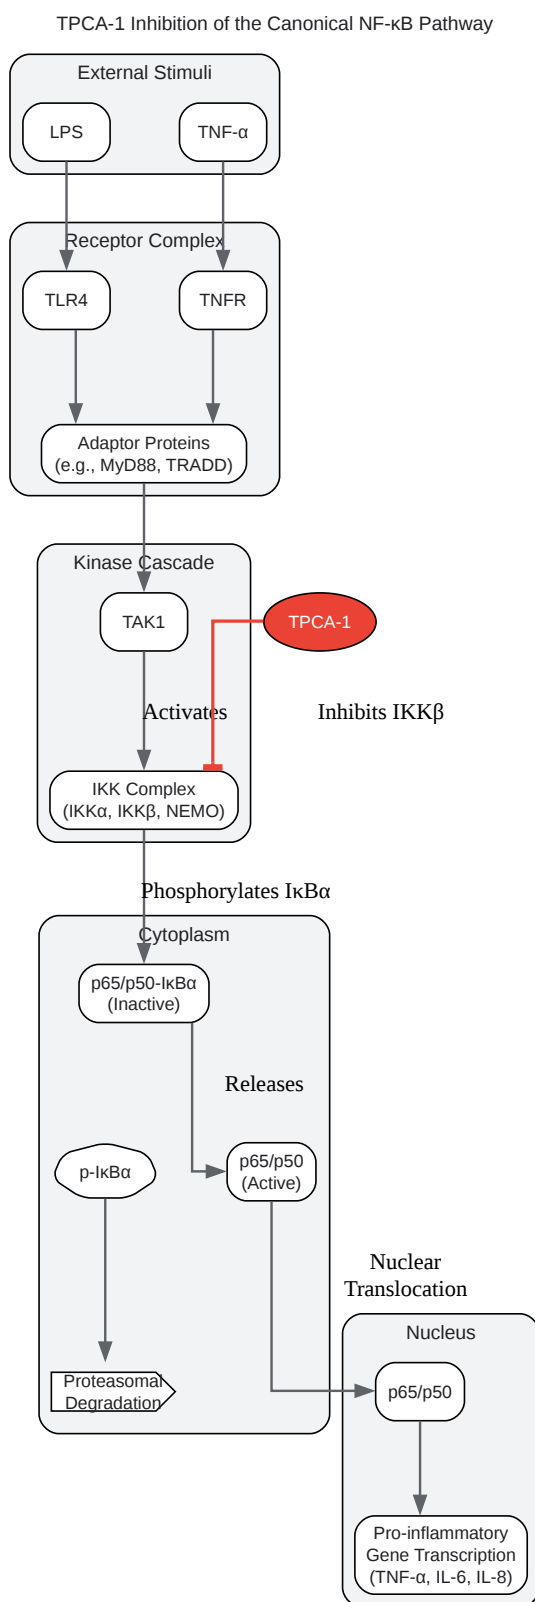 TPCA-1 Inhibition of the Canonical NF-κB Pathway
External Stimuli
LPS
TNF-α
Receptor Complex
TLR4
TNFR
Adaptor Proteins
(e.g., MyD88, TRADD)
Kinase Cascade
TAK1
TPCA-1
Activates
Inhibits IKKβ
IKK Complex
(IKKα, IKKβ, NEMO)
Phosphorylates IκBα
Cytoplasm
p65/p50-IκBα
(Inactive)
Releases
p-IκBα
p65/p50
(Active)
Nuclear
Translocation
Nucleus
Proteasomal
Degradation
p65/p50
Pro-inflammatory
Gene Transcription
(TNF-α, IL-6, IL-8)